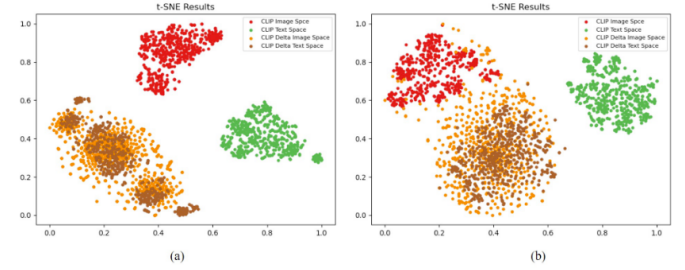 t-SNE Results
CLIP Image Spce
CLIP Text Space
CLIP Delta Image Space
CLIP Delta Text Space
1.0
0.8
0.6
0.4
0.2
0.0
0.0 0.2 0.4 0.6 0.8 1.0
(a)
t-SNE Results
CLIP Image Spce
CLIP Text Space
CLIP Delta Image Space
CLIP Delta Text Space
1.0
0.8
0.6
0.4
0.2
0.0
0.0 0.2 0.4 0.6 0.8 1.0
(b)